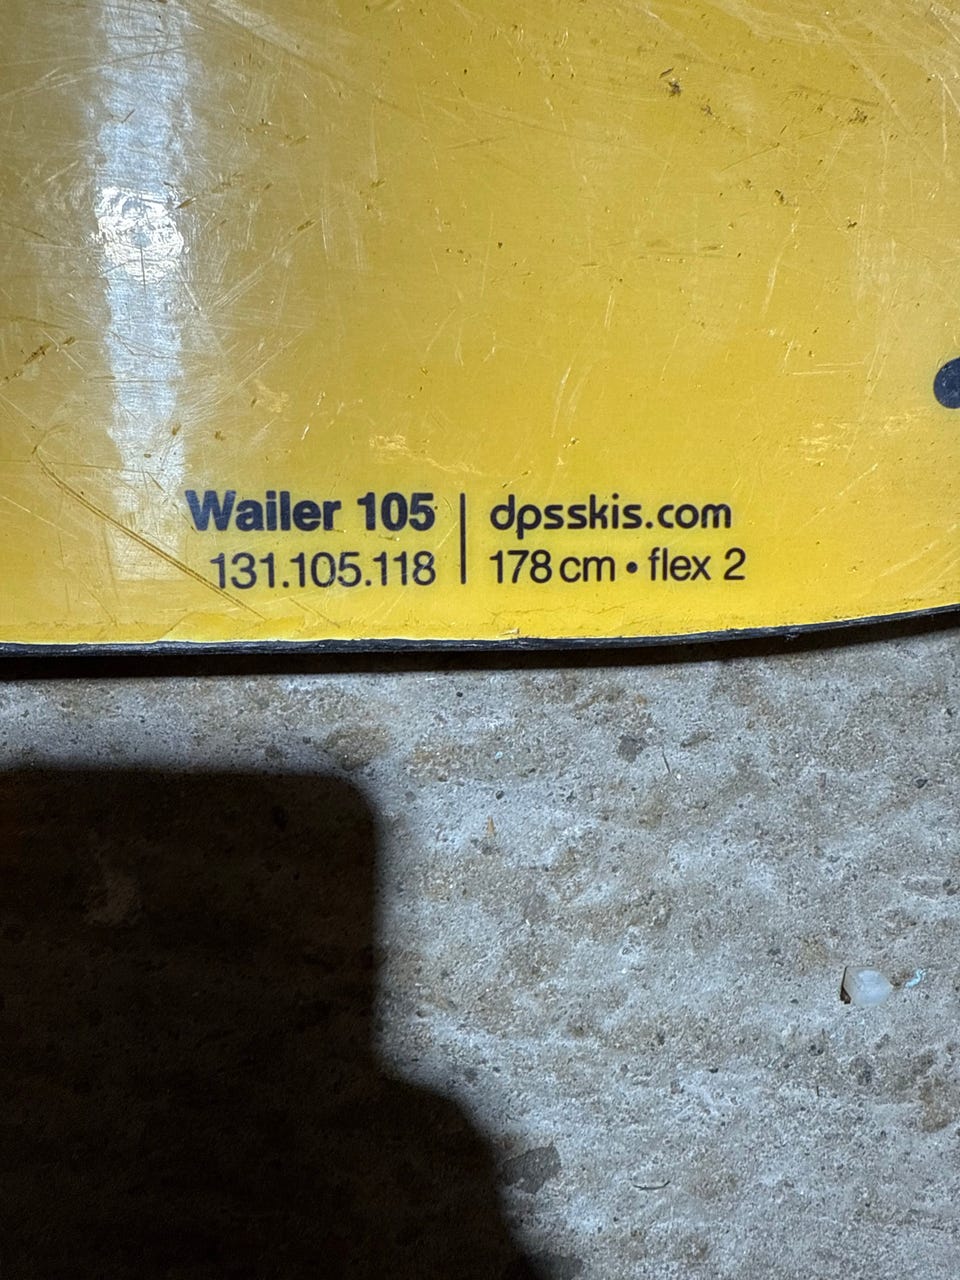 Wailer 105
131.105.118
dpsskis.com
178 cm • flex 2